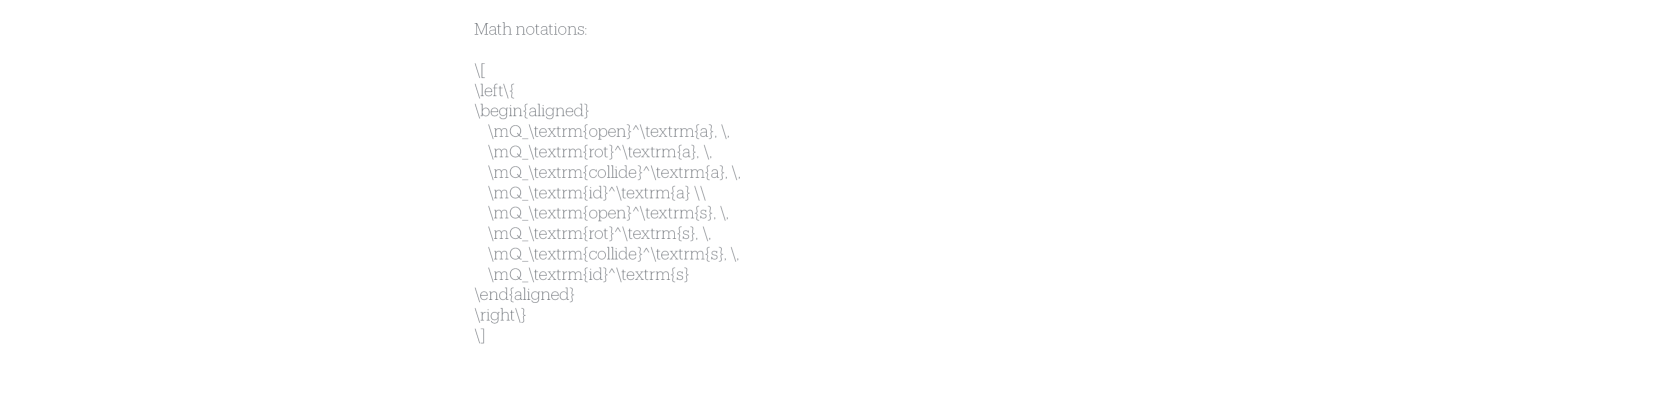 Math notations:
\[
\left\{
\begin{aligned}
\mQ_\textrm{open}^\textrm{a}, \,
\mQ_\textrm{rot}^\textrm{a}, \,
\mQ_\textrm{collide}^\textrm{a}, \,
\mQ_\textrm{id}^\textrm{a} \\
\mQ_\textrm{open}^\textrm{s}, \,
\mQ_\textrm{rot}^\textrm{s}, \,
\mQ_\textrm{collide}^\textrm{s}, \,
\mQ_\textrm{id}^\textrm{s}
\end{aligned}
\right\}
\]